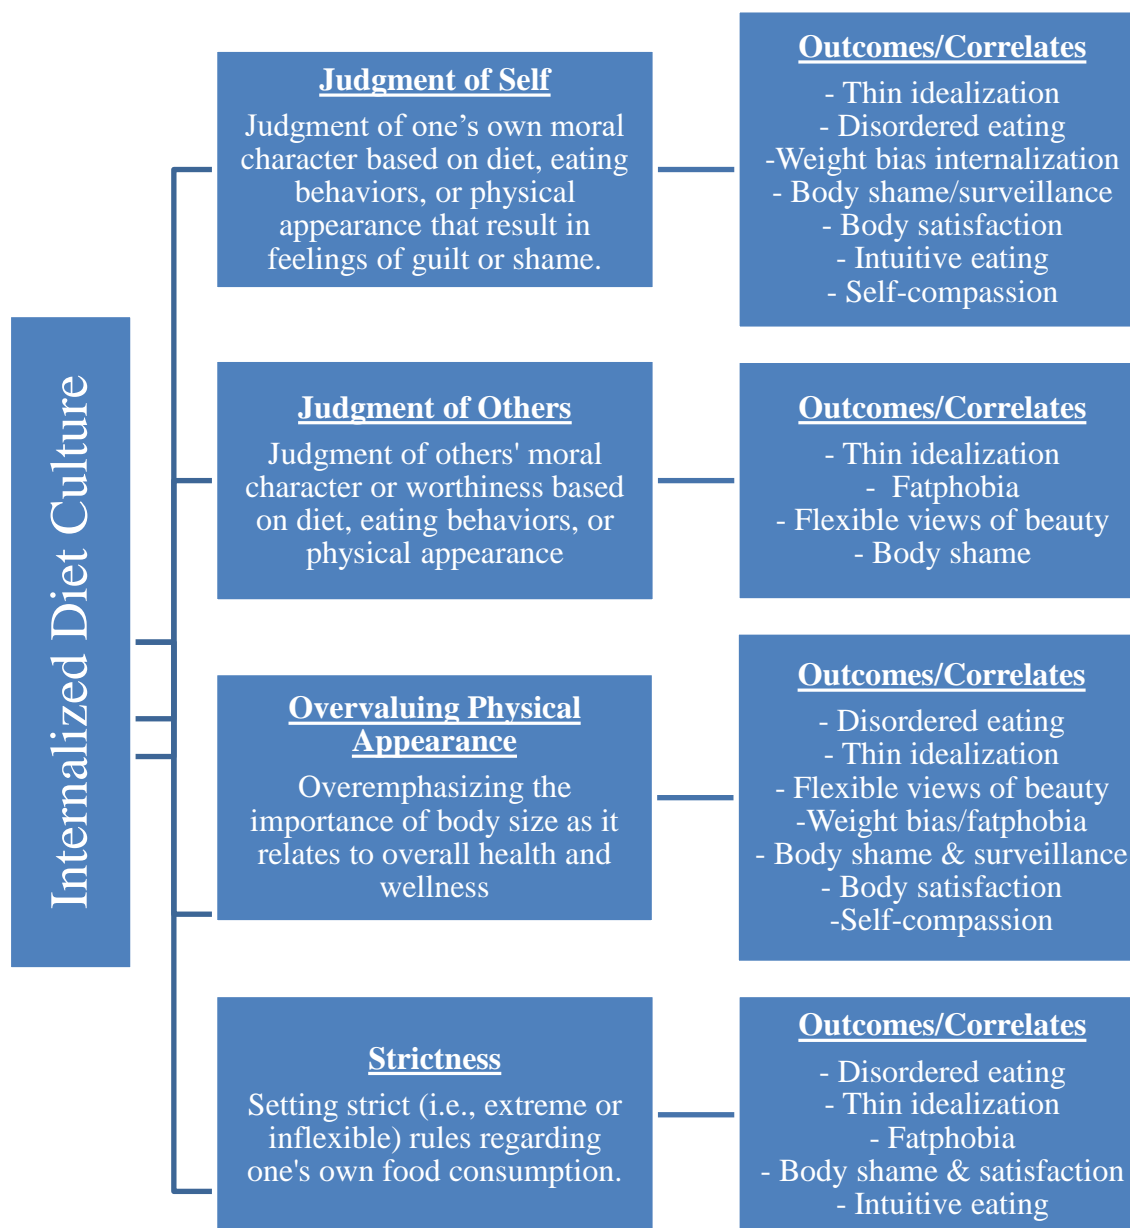 Internalized Diet Culture
Judgment of Self
Judgment of one’s own moral
character based on diet, eating
behaviors, or physical
appearance that result in
feelings of guilt or shame.
Outcomes/Correlates
- Thin idealization
- Disordered eating
-Weight bias internalization
- Body shame/surveillance
- Body satisfaction
- Intuitive eating
- Self-compassion
Judgment of Others
Judgment of others' moral
character or worthiness based
on diet, eating behaviors, or
physical appearance
Outcomes/Correlates
- Thin idealization
- Fatphobia
- Flexible views of beauty
- Body shame
Overvaluing Physical
Appearance
Overemphasizing the
importance of body size as it
relates to overall health and
wellness
Outcomes/Correlates
- Disordered eating
- Thin idealization
- Flexible views of beauty
-Weight bias/fatphobia
- Body shame & surveillance
- Body satisfaction
-Self-compassion
Strictness
Setting strict (i.e., extreme or
inflexible) rules regarding
one's own food consumption.
Outcomes/Correlates
- Disordered eating
- Thin idealization
- Fatphobia
- Body shame & satisfaction
- Intuitive eating